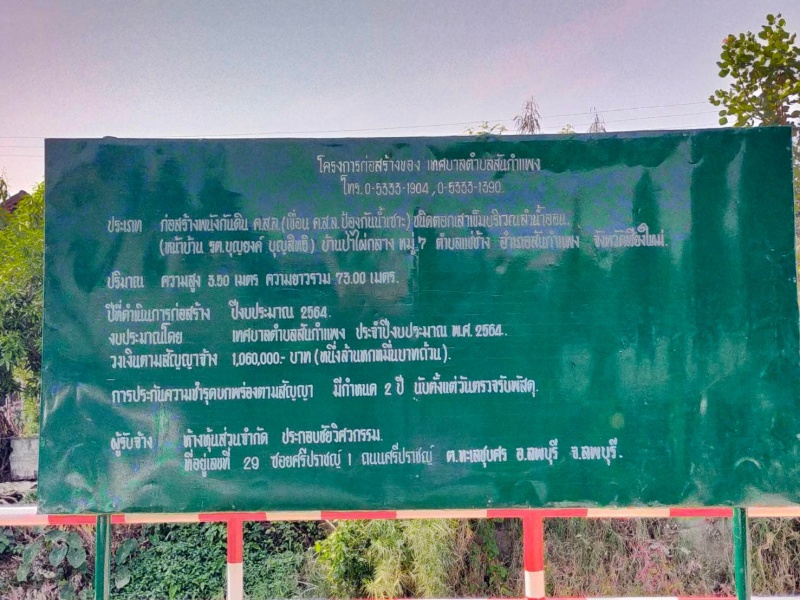 โครงการก่อสร้างของ เทศบาลตำบลสันกำแพง
โทร. 0-5333-1904 , 0-5333-1390
ประเภท ก่อสร้างพนังกันดิน ค.ส.ล. (เขื่อน ค.ส.ล. ป้องกันน้ำเซาะ) ชนิดตอกเสาเข็มบริเวณลำน้ำออน
(หน้าบ้าน รต. บุญยงค์ บุญสิทธิ) บ้านป่าไผ่กลาง หมู่ 7 ตำบลแช่ช้าง อำเภอสันกำแพง จังหวัดเชียงใหม่.
ปริมาณ ความสูง 3.50 เมตร ความยาวรวม 73.00 เมตร.
ปีที่ดำเนินการก่อสร้าง ปีงบประมาณ 2564.
งบประมาณโดย เทศบาลตำบลสันกำแพง ประจำปีงบประมาณ พ.ศ. 2564.
วงเงินตามสัญญาจ้าง 1,060,000.- บาท (หนึ่งล้านหกหมื่นบาทถ้วน).
การประกันความชำรุดบกพร่องตามสัญญา มีกำหนด 2 ปี นับตั้งแต่วันตรวจรับพัสดุ.
ผู้รับจ้าง ห้างหุ้นส่วนจำกัด ประกอบชัยวิศวกรรม.
ที่อยู่เลขที่ 29 ซอยศรีปราชญ์ 1 ถนนศรีปราชญ์ ต.ทะเลชุบศร อ.ลพบุรี จ.ลพบุรี.